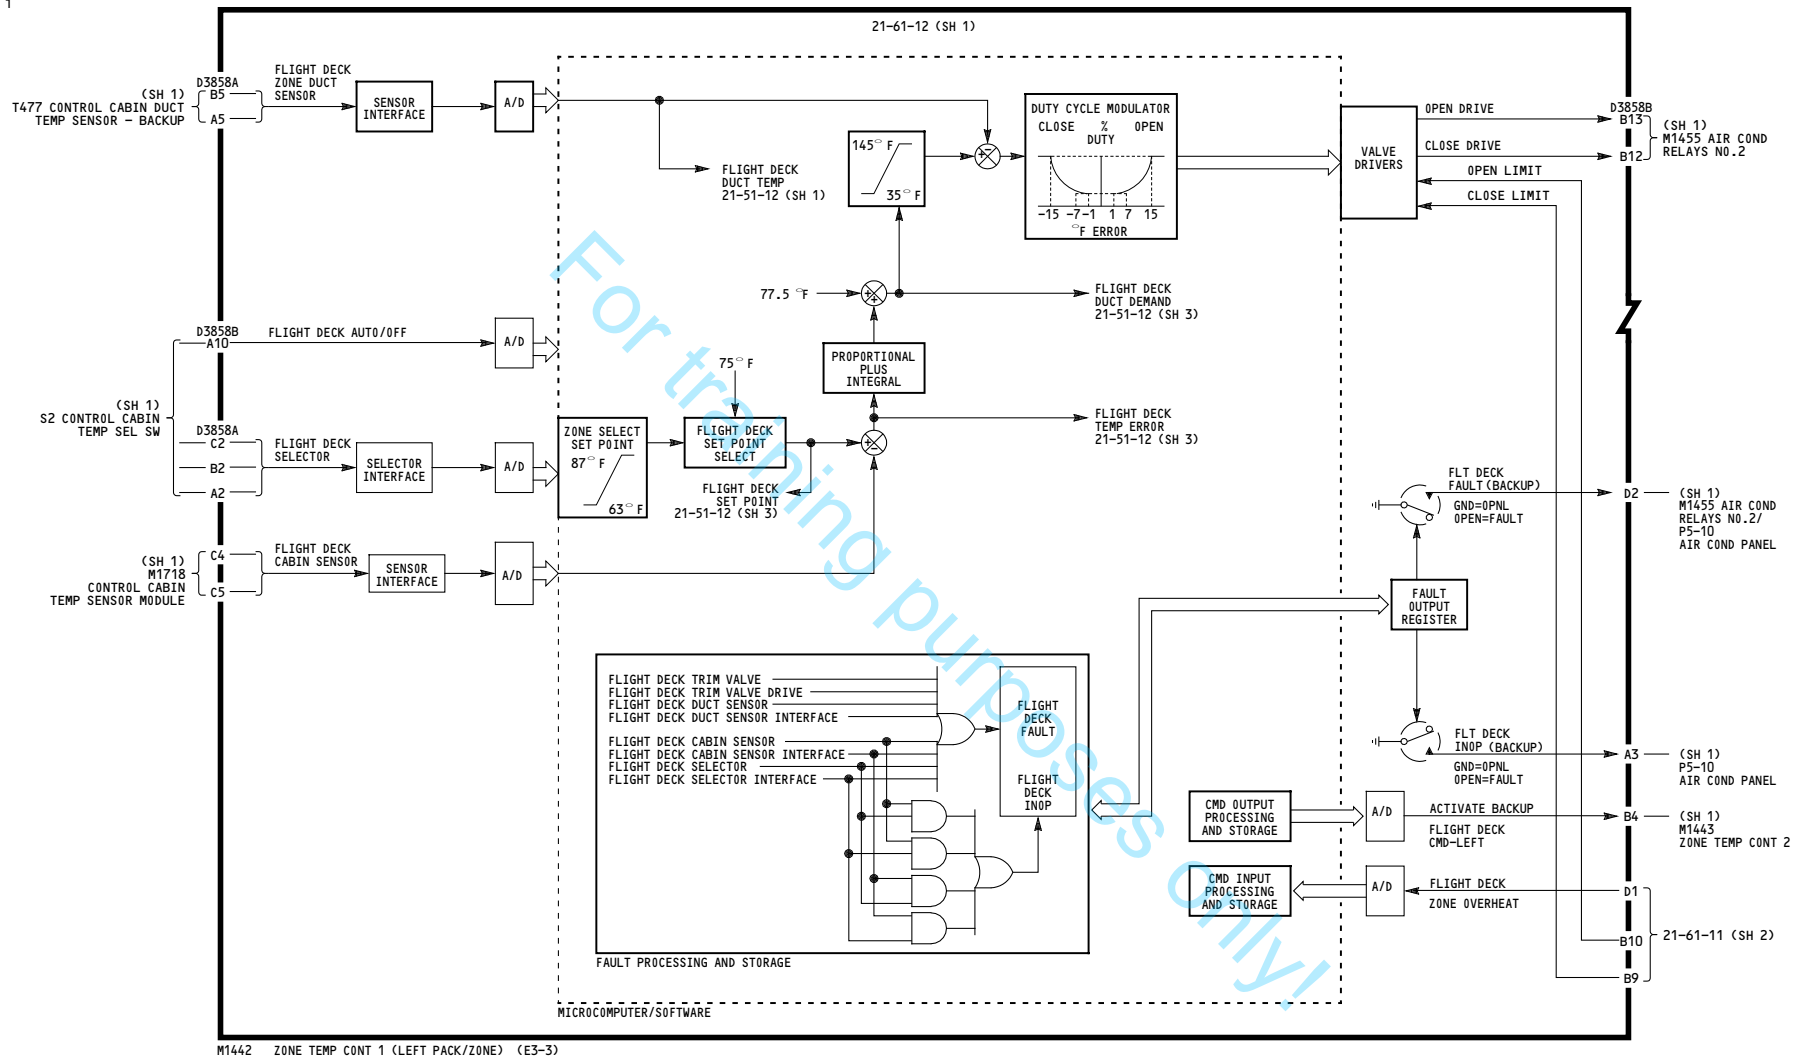 1
21-61-12 (SH 1)
D3858A
(SH 1)
T477 CONTROL CABIN DUCT
TEMP SENSOR - BACKUP
B5
A5
FLIGHT DECK
ZONE DUCT
SENSOR
SENSOR
INTERFACE
A/D
FLIGHT DECK
DUCT TEMP
21-51-12 (SH 1)
145° F
35° F
+ -
DUTY CYCLE MODULATOR
CLOSE % OPEN
DUTY
-15 -7 -1 1 7 15
°F ERROR
VALVE
DRIVERS
OPEN DRIVE
CLOSE DRIVE
OPEN LIMIT
CLOSE LIMIT
D3858B
B13
B12
(SH 1)
M1455 AIR COND
RELAYS NO.2
77.5 °F
+ +
FLIGHT DECK
DUCT DEMAND
21-51-12 (SH 3)
D3858B
A10
FLIGHT DECK AUTO/OFF
A/D
75° F
PROPORTIONAL
PLUS
INTEGRAL
(SH 1)
S2 CONTROL CABIN
TEMP SEL SW
D3858A
C2
B2
A2
FLIGHT DECK
SELECTOR
SELECTOR
INTERFACE
A/D
ZONE SELECT
SET POINT
87° F
63° F
FLIGHT DECK
SET POINT
SELECT
+ -
FLIGHT DECK
TEMP ERROR
21-51-12 (SH 3)
FLIGHT DECK
SET POINT
21-51-12 (SH 3)
(SH 1)
M1718
CONTROL CABIN
TEMP SENSOR MODULE
C4
C5
FLIGHT DECK
CABIN SENSOR
SENSOR
INTERFACE
A/D
FLT DECK
FAULT (BACKUP)
GND=OPNL
OPEN=FAULT
D2
(SH 1)
M1455 AIR COND
RELAYS NO.2/
P5-10
AIR COND PANEL
FAULT
OUTPUT
REGISTER
FLIGHT DECK TRIM VALVE
FLIGHT DECK TRIM VALVE DRIVE
FLIGHT DECK DUCT SENSOR
FLIGHT DECK DUCT SENSOR INTERFACE
FLIGHT DECK CABIN SENSOR
FLIGHT DECK CABIN SENSOR INTERFACE
FLIGHT DECK SELECTOR
FLIGHT DECK SELECTOR INTERFACE
FLIGHT
DECK
FAULT
FLIGHT
DECK
INOP
FAULT PROCESSING AND STORAGE
FLT DECK
INOP (BACKUP)
GND=OPNL
OPEN=FAULT
A3
(SH 1)
P5-10
AIR COND PANEL
CMD OUTPUT
PROCESSING
AND STORAGE
A/D
ACTIVATE BACKUP
FLIGHT DECK
CMD-LEFT
B4
(SH 1)
M1443
ZONE TEMP CONT 2
CMD INPUT
PROCESSING
AND STORAGE
A/D
FLIGHT DECK
ZONE OVERHEAT
D1
B10
B9
21-61-11 (SH 2)
MICROCOMPUTER/SOFTWARE
M1442 ZONE TEMP CONT 1 (LEFT PACK/ZONE) (E3-3)
For training purposes only!